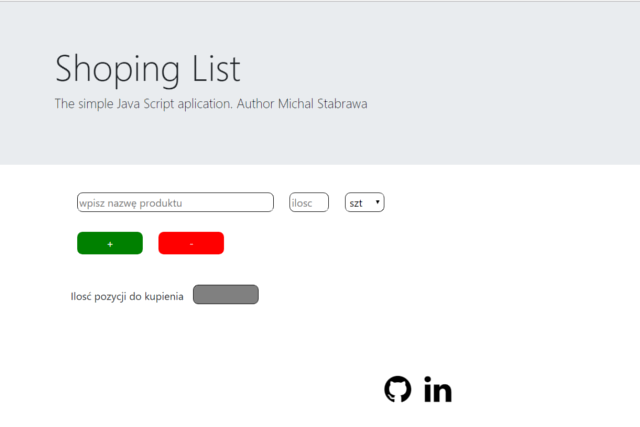 Shoping List
The simple Java Script aplication. Author Michal Stabrawa
wpisz nazwę produktu ilosc szt
+ -
Ilosć pozycji do kupienia
in